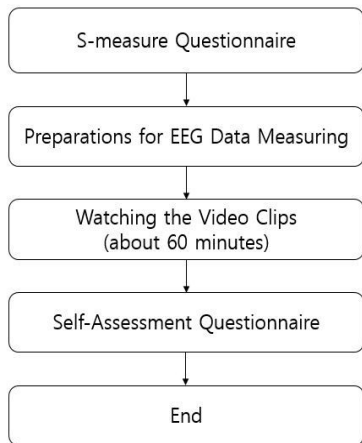 S-measure Questionnaire
Preparations for EEG Data Measuring
Watching the Video Clips
(about 60 minutes)
Self-Assessment Questionnaire
End